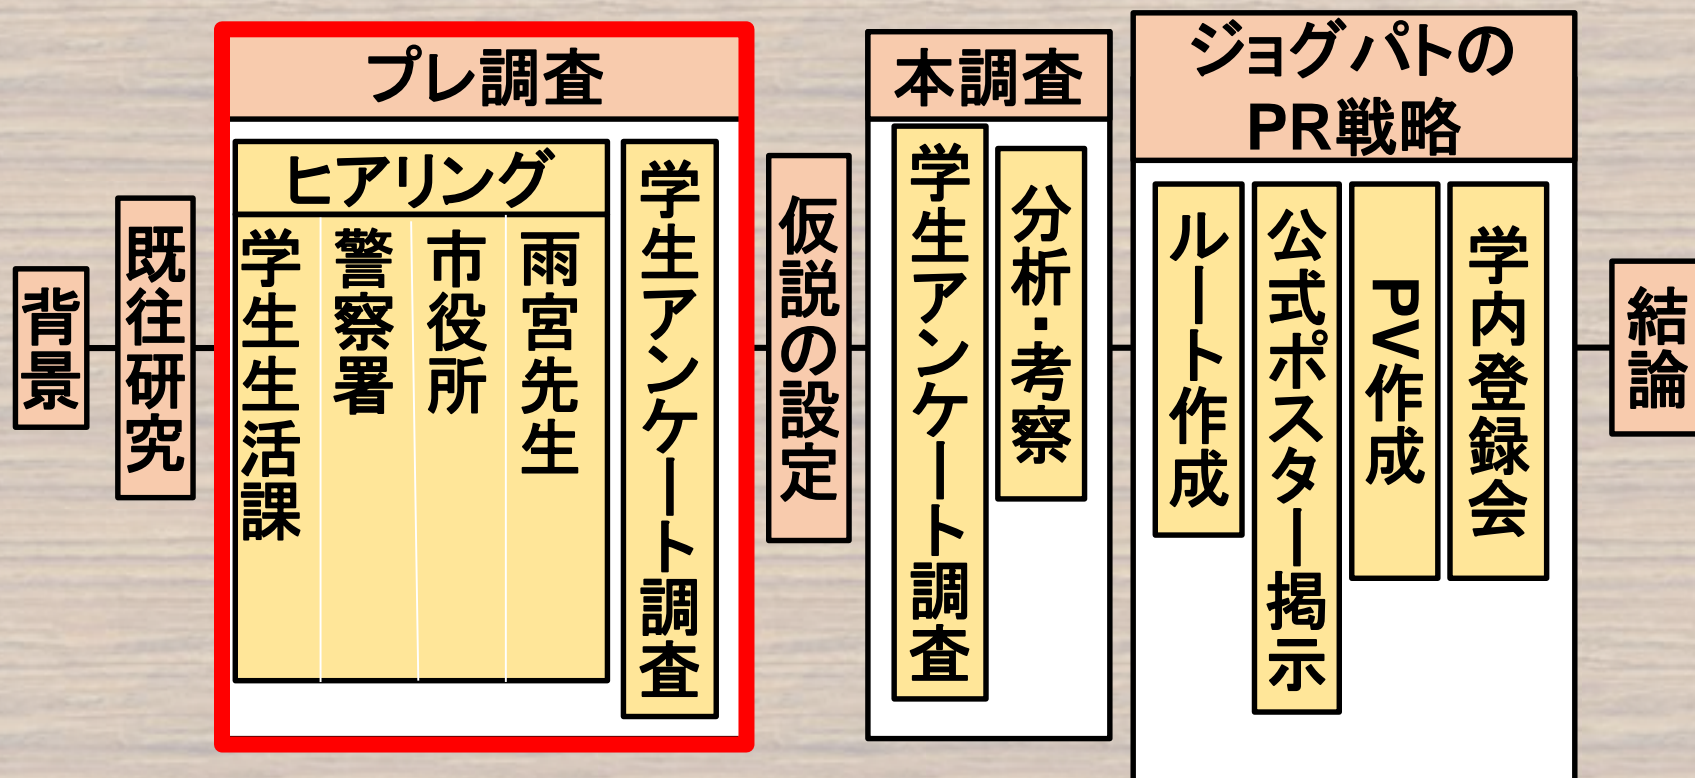 背景
既往研究
プレ調査
ヒアリング
学生生活課
警察署
市役所
雨宮先生
学生アンケート調査
仮説の設定
本調査
学生アンケート調査
分析・考察
ジョグパトの
PR戦略
ルート作成
公式ポスター掲示
PV作成
学内登録会
結論